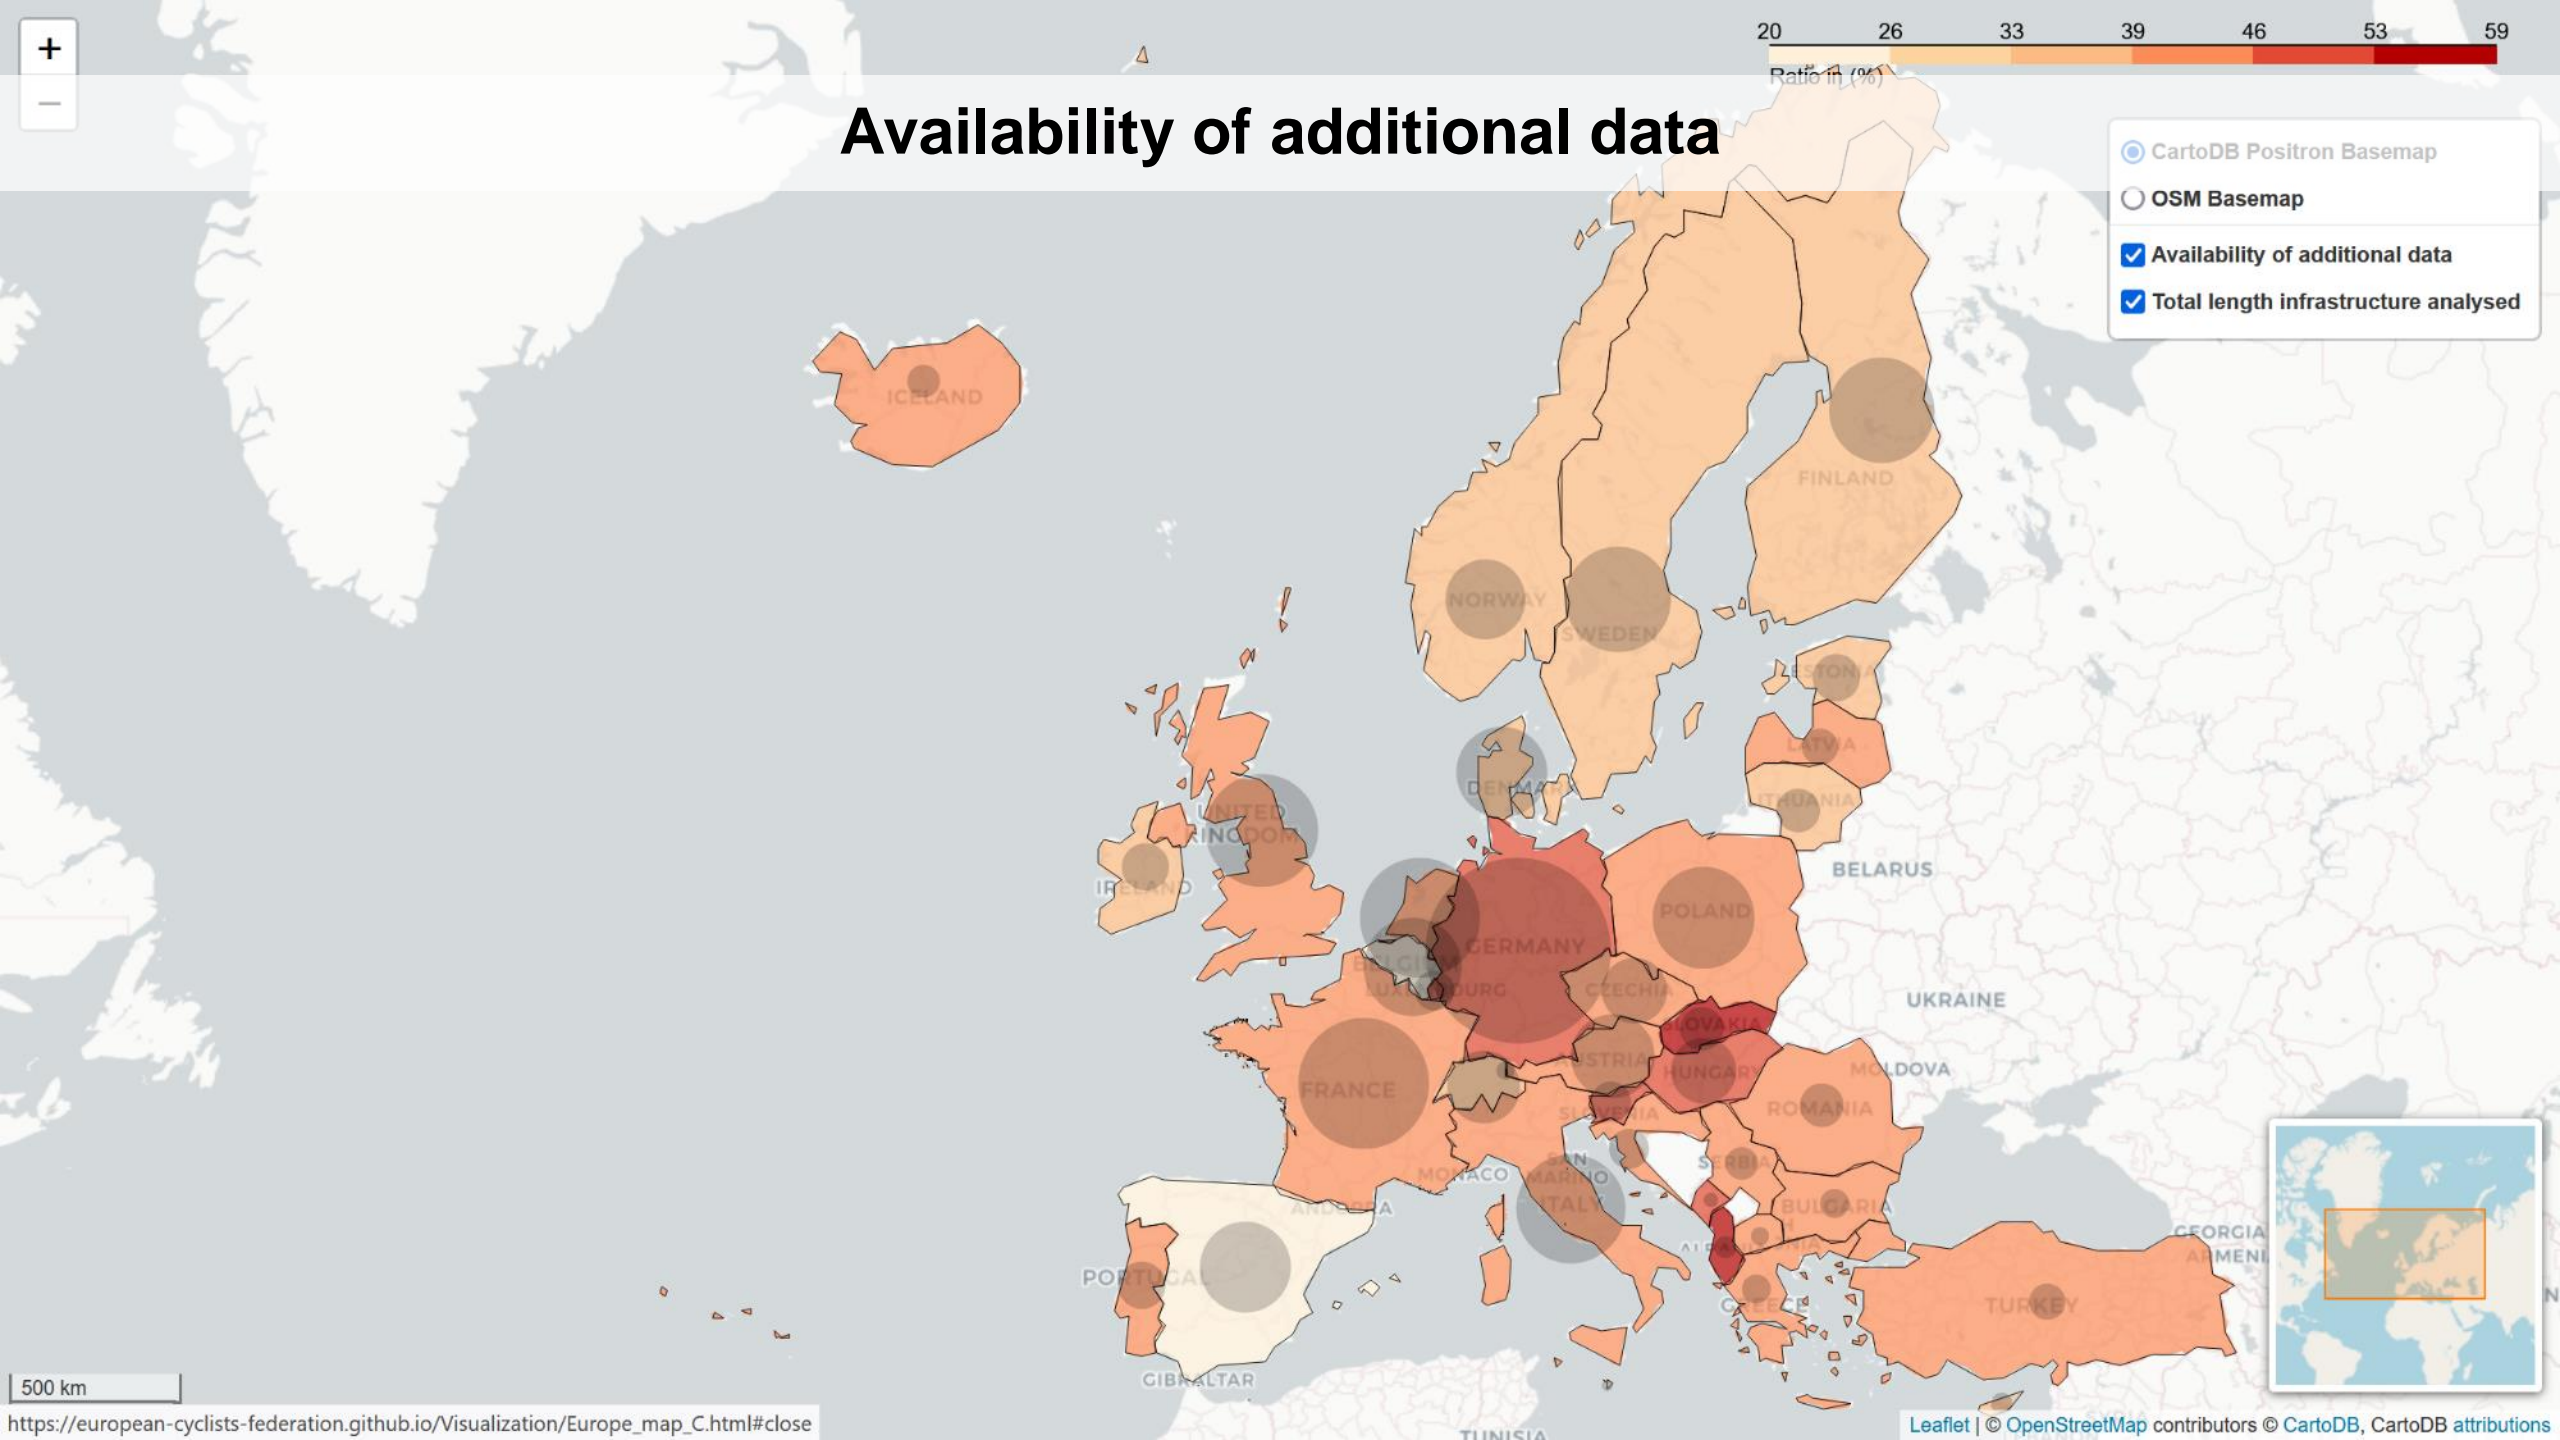 +
−
20 26 33 39 46 53 59
Ratio in (%)
Availability of additional data
CartoDB Positron Basemap
OSM Basemap
Availability of additional data
Total length infrastructure analysed
ICELAND
FINLAND
NORWAY
SWEDEN
ESTONIA
LATVIA
DENMARK
LITHUANIA
UNITED
KINGDOM
IRELAND
BELARUS
POLAND
GERMANY
BELGIUM
LUXEMBOURG
CZECHIA
UKRAINE
SLOVAKIA
AUSTRIA
HUNGARY
MOLDOVA
FRANCE
SLOVENIA
ROMANIA
SAN
MARINO
MONACO
SERBIA
ITALY
ANDORRA
BULGARIA
GEORGIA
ARMENI
PORTUGAL
GREECE
TURKEY
GIBRALTAR
500 km
TUNISIA
https://european-cyclists-federation.github.io/Visualization/Europe_map_C.html#close
Leaflet | © OpenStreetMap contributors © CartoDB, CartoDB attributions